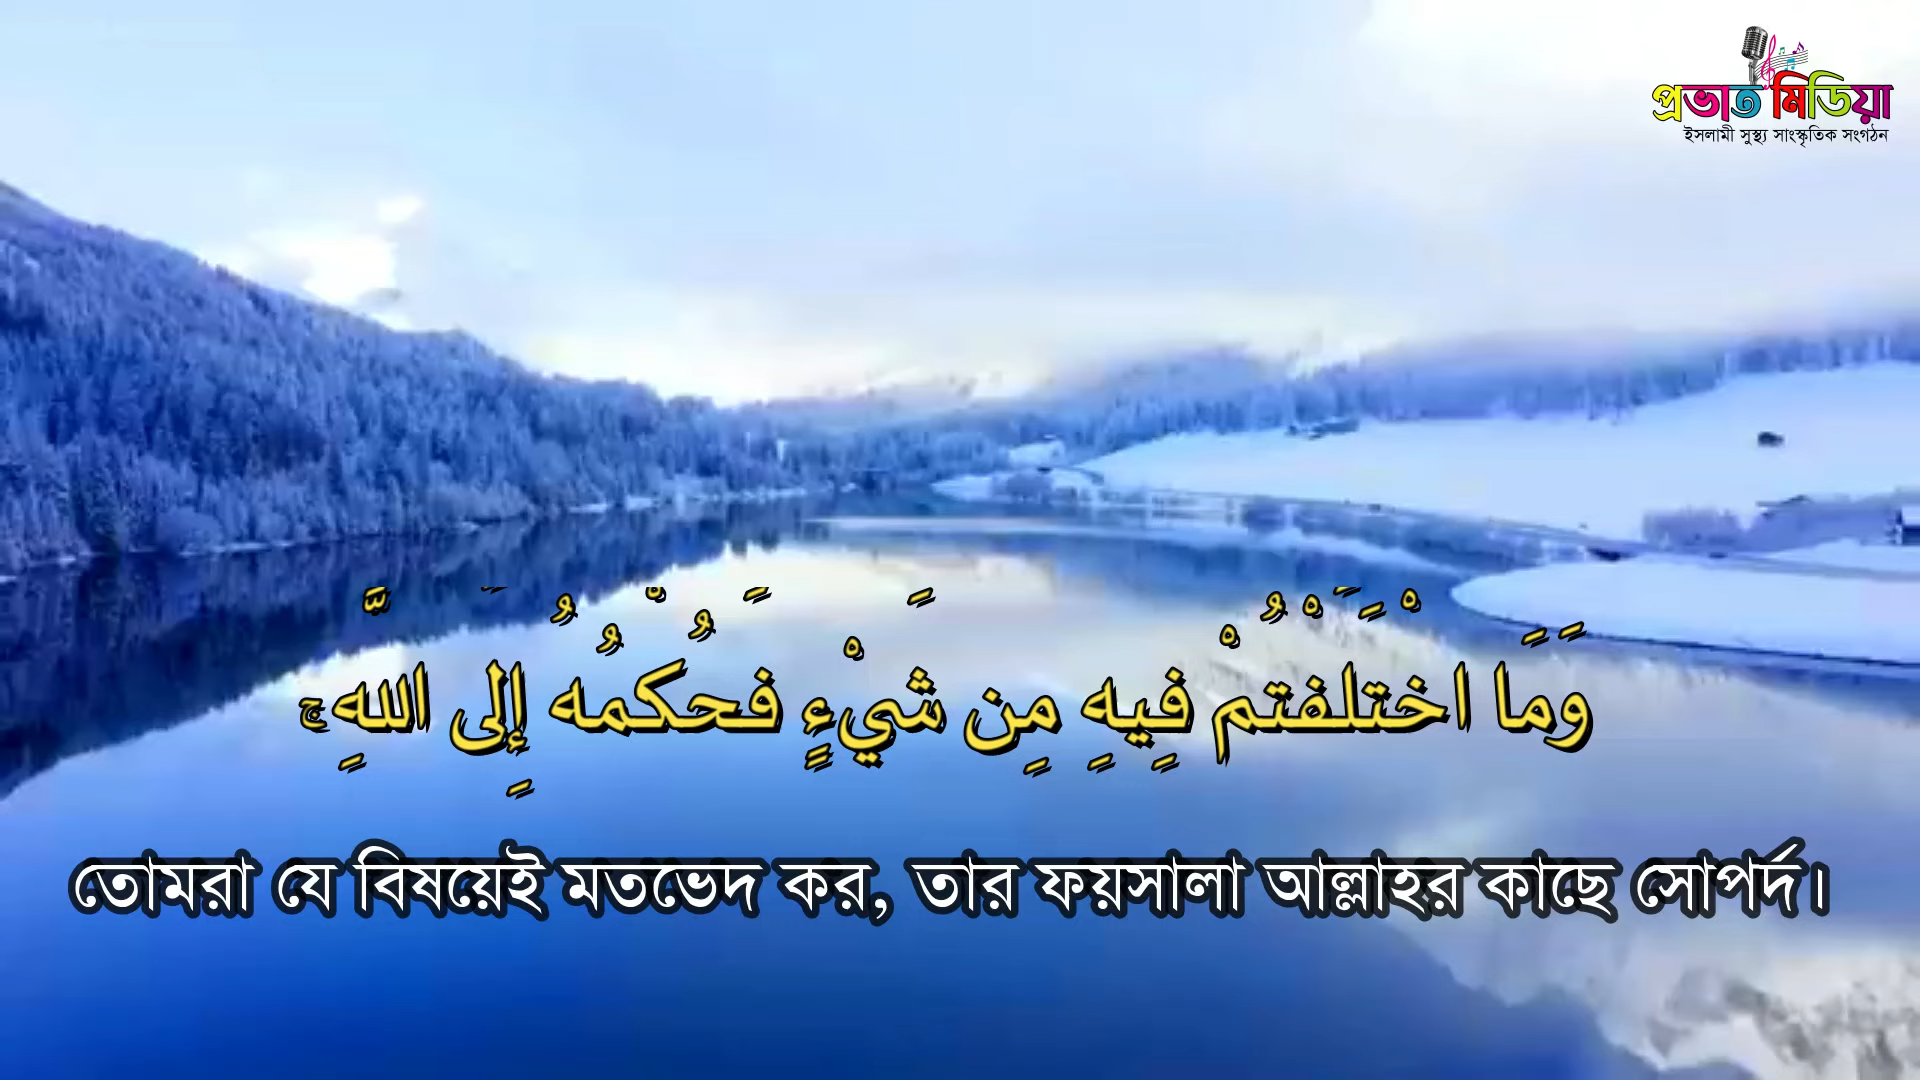 প্রভাত মিডিয়া
ইসলামী সুস্থ্য সাংস্কৃতিক সংগঠন
وَمَا اخْتَلَفْتُمْ فِيهِ مِن شَيْءٍ فَحُكْمُهُ إِلَى اللَّهِ ۚ
তোমরা যে বিষয়েই মতভেদ কর, তার ফয়সালা আল্লাহর কাছে সোপর্দ।